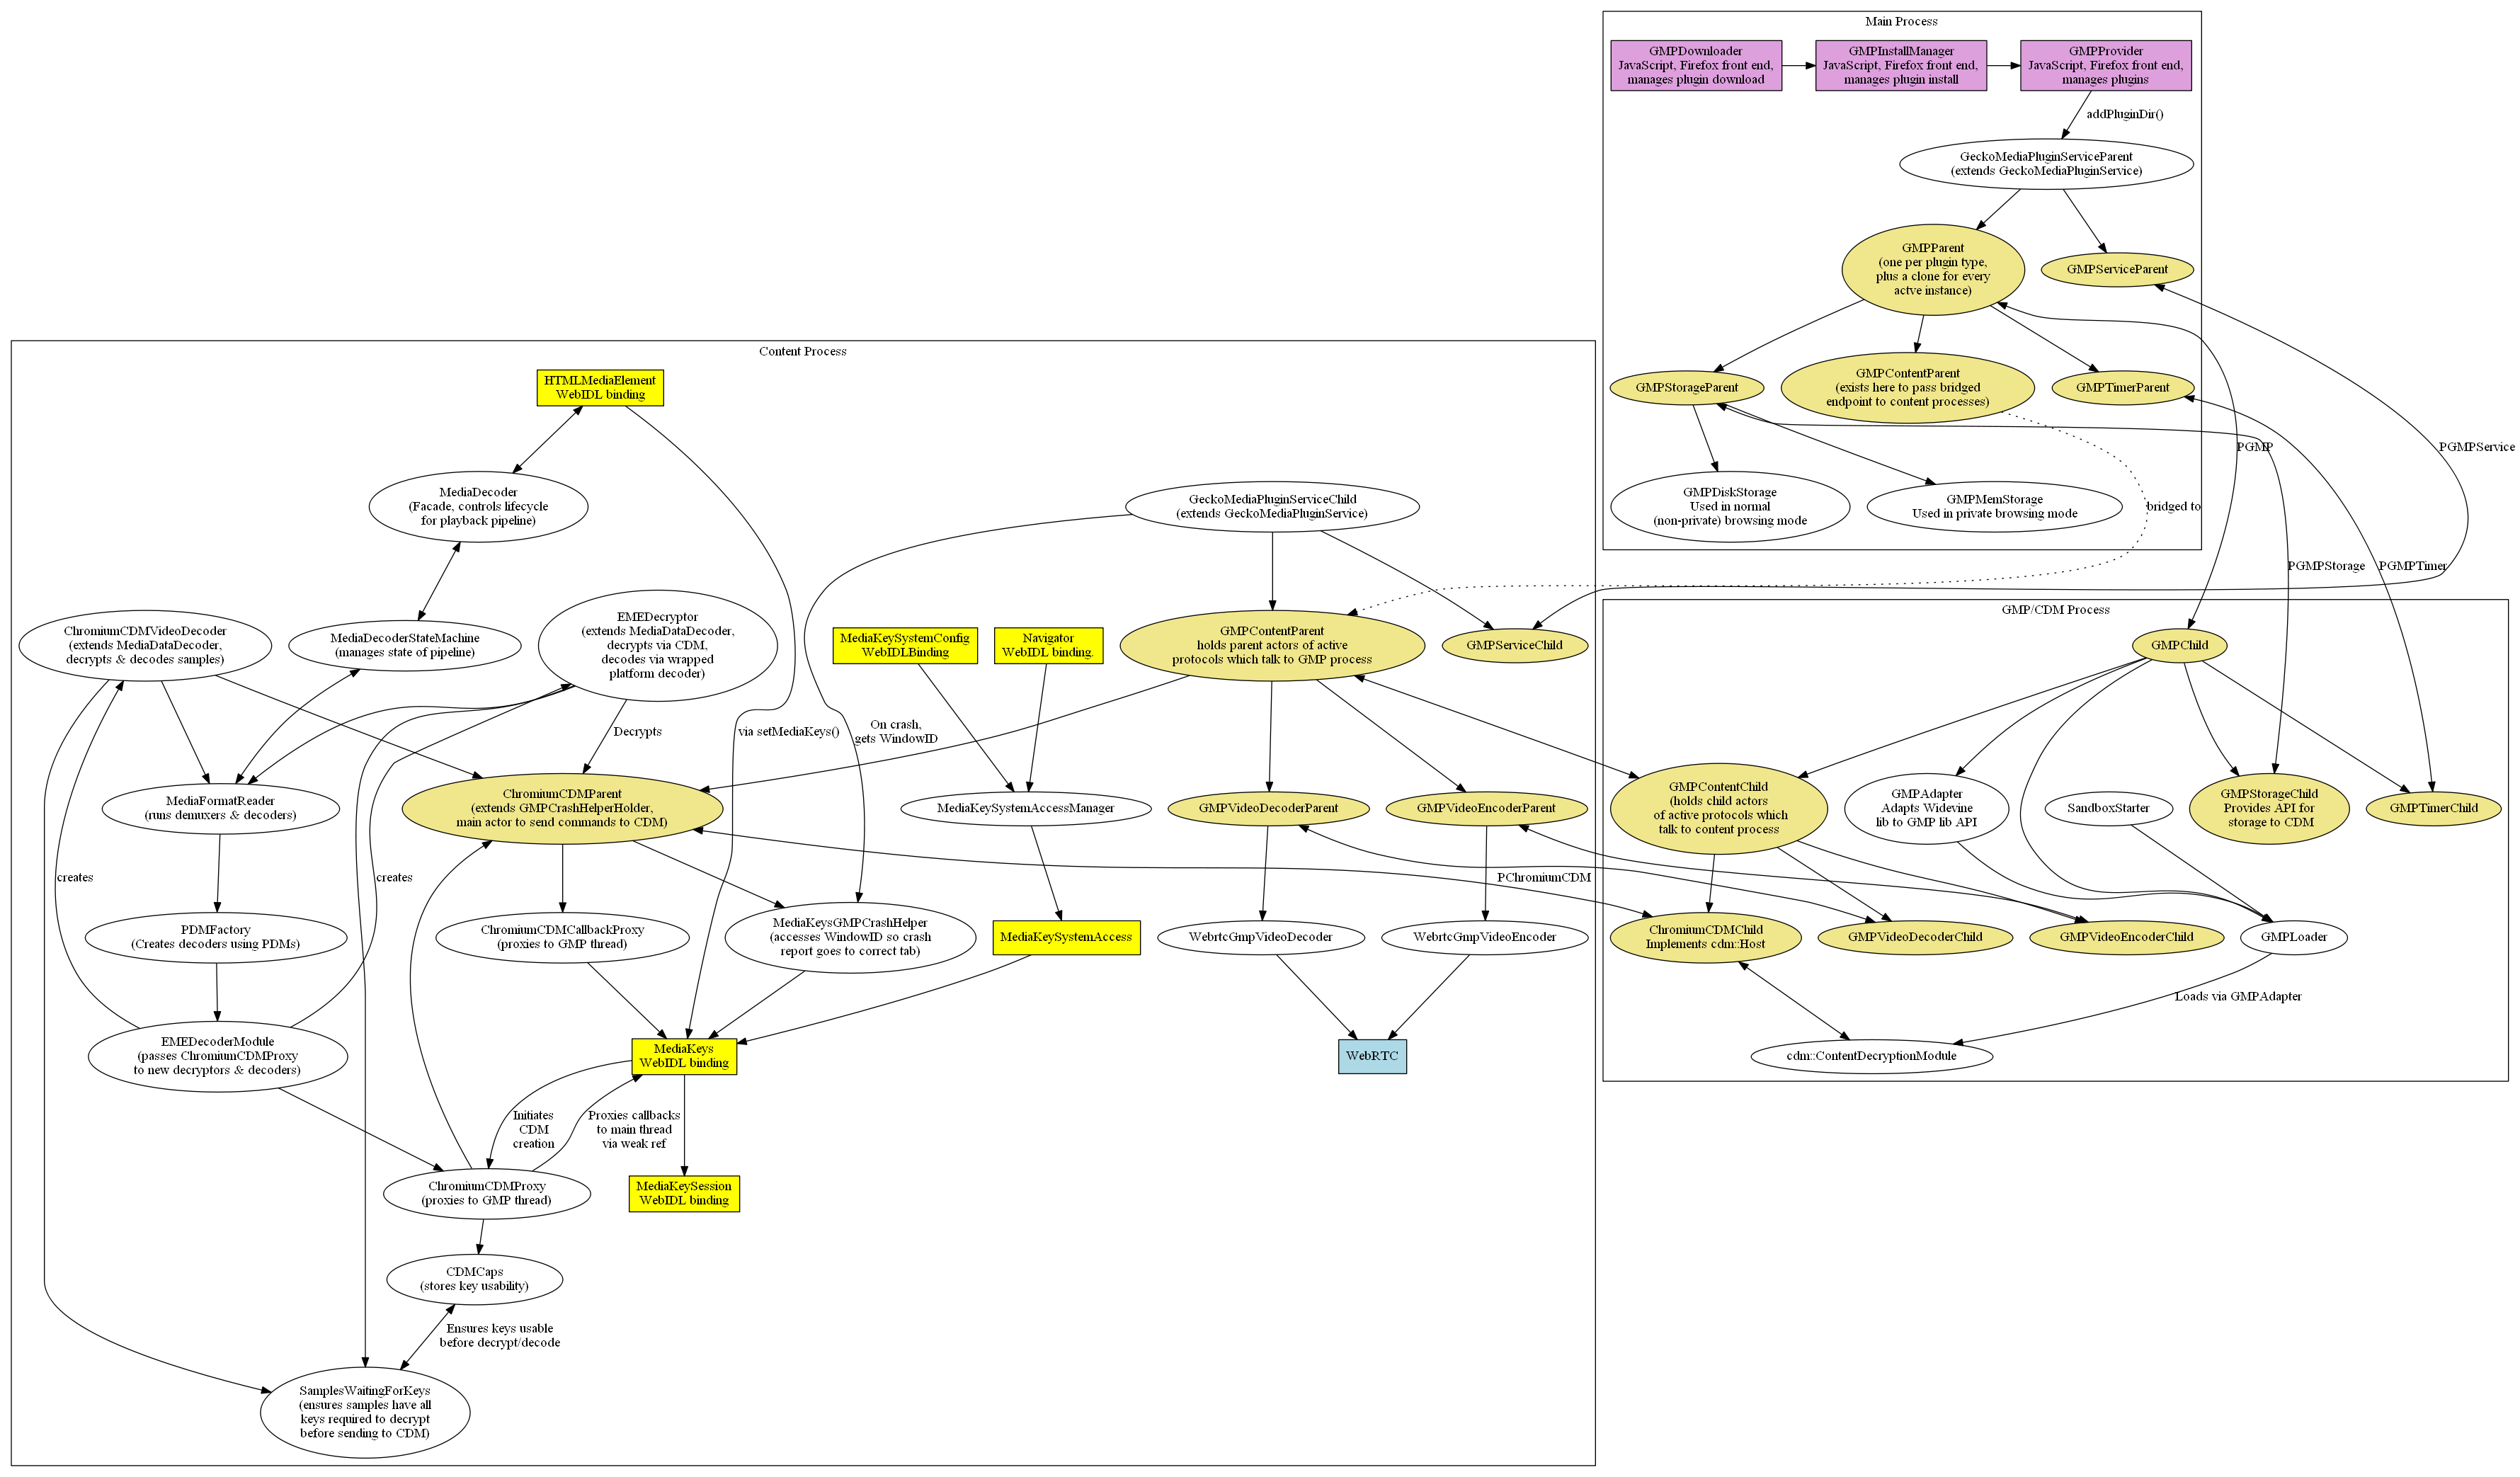 Main Process
GMPDownloader
JavaScript, Firefox front end,
manages plugin download
GMPInstallManager
JavaScript, Firefox front end,
manages plugin install
GMPProvider
JavaScript, Firefox front end,
manages plugins
addPluginDir()
GeckoMediaPluginServiceParent
(extends GeckoMediaPluginService)
GMPParent
(one per plugin type,
plus a clone for every
actve instance)
GMPServiceParent
GMPStorageParent
GMPContentParent
(exists here to pass bridged
endpoint to content processes)
GMPTimerParent
GMPDiskStorage
Used in normal
(non-private) browsing mode
GMPMemStorage
Used in private browsing mode
PGMP
PGMPService
bridged to
PGMPStorage
PGMPTimer
Content Process
HTMLMediaElement
WebIDL binding
MediaDecoder
(Facade, controls lifecycle
for playback pipeline)
GeckoMediaPluginServiceChild
(extends GeckoMediaPluginService)
ChromiumCDMVideoDecoder
(extends MediaDataDecoder,
decrypts & decodes samples)
MediaDecoderStateMachine
(manages state of pipeline)
EMEDecryptor
(extends MediaDataDecoder,
decrypts via CDM,
decodes via wrapped
platform decoder)
MediaKeySystemConfig
WebIDLBinding
Navigator
WebIDL binding.
GMPContentParent
holds parent actors of active
protocols which talk to GMP process
GMPServiceChild
Decrypts
via setMediaKeys()
On crash,
gets WindowID
MediaFormatReader
(runs demuxers & decoders)
ChromiumCDMParent
(extends GMPCrashHelperHolder,
main actor to send commands to CDM)
MediaKeySystemAccessManager
GMPVideoDecoderParent
GMPVideoEncoderParent
creates
creates
PChromiumCDM
PDMFactory
(Creates decoders using PDMs)
ChromiumCDMCallbackProxy
(proxies to GMP thread)
MediaKeysGMPCrashHelper
(accesses WindowID so crash
report goes to correct tab)
MediaKeySystemAccess
WebrtcGmpVideoDecoder
WebrtcGmpVideoEncoder
EMEDecoderModule
(passes ChromiumCDMProxy
to new decryptors & decoders)
MediaKeys
WebIDL binding
WebRTC
Initiates
CDM
creation
Proxies callbacks
to main thread
via weak ref
ChromiumCDMProxy
(proxies to GMP thread)
MediaKeySession
WebIDL binding
CDMCaps
(stores key usability)
Ensures keys usable
before decrypt/decode
SamplesWaitingForKeys
(ensures samples have all
keys required to decrypt
before sending to CDM)
GMP/CDM Process
GMPChild
GMPContentChild
(holds child actors
of active protocols which
talk to content process
GMPAdapter
Adapts Widevine
lib to GMP lib API
SandboxStarter
GMPStorageChild
Provides API for
storage to CDM
GMPTimerChild
ChromiumCDMChild
Implements cdm::Host
GMPVideoDecoderChild
GMPVideoEncoderChild
GMPLoader
Loads via GMPAdapter
cdm::ContentDecryptionModule